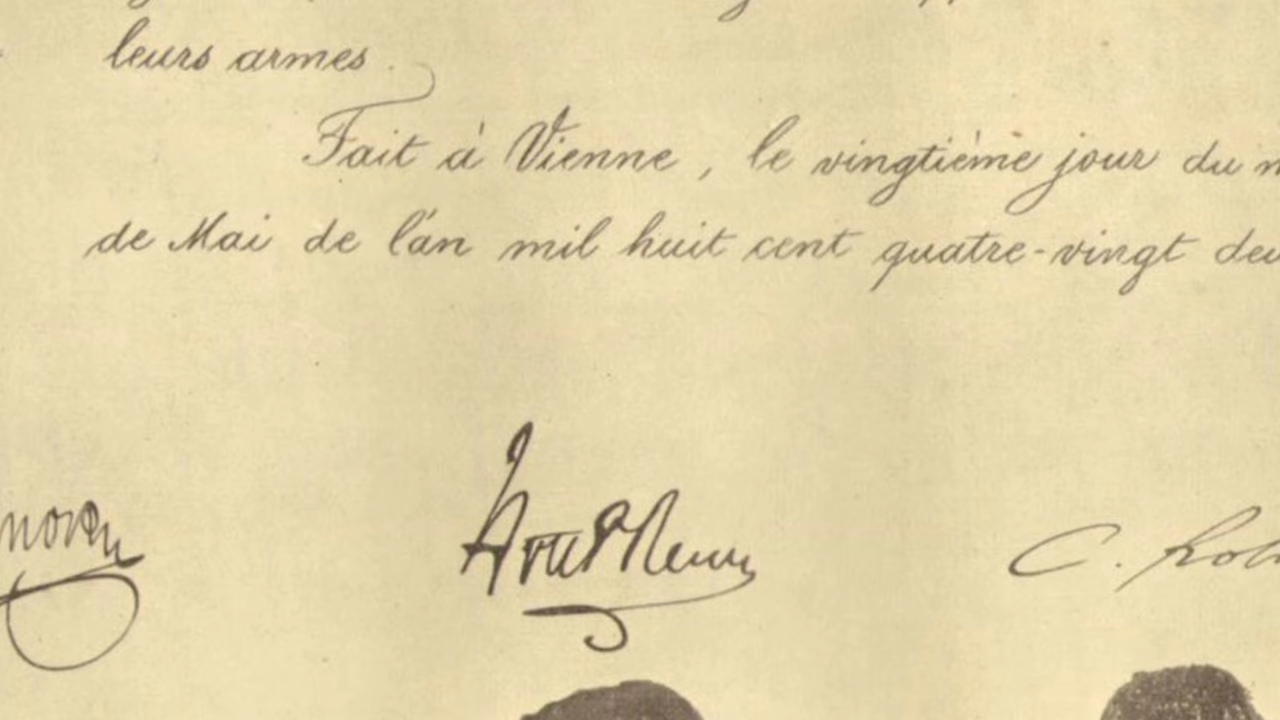 leurs armes.
Fait à Vienne, le vingtième jour du
de Mai de l'an mil huit cent quatre-vingt
C.